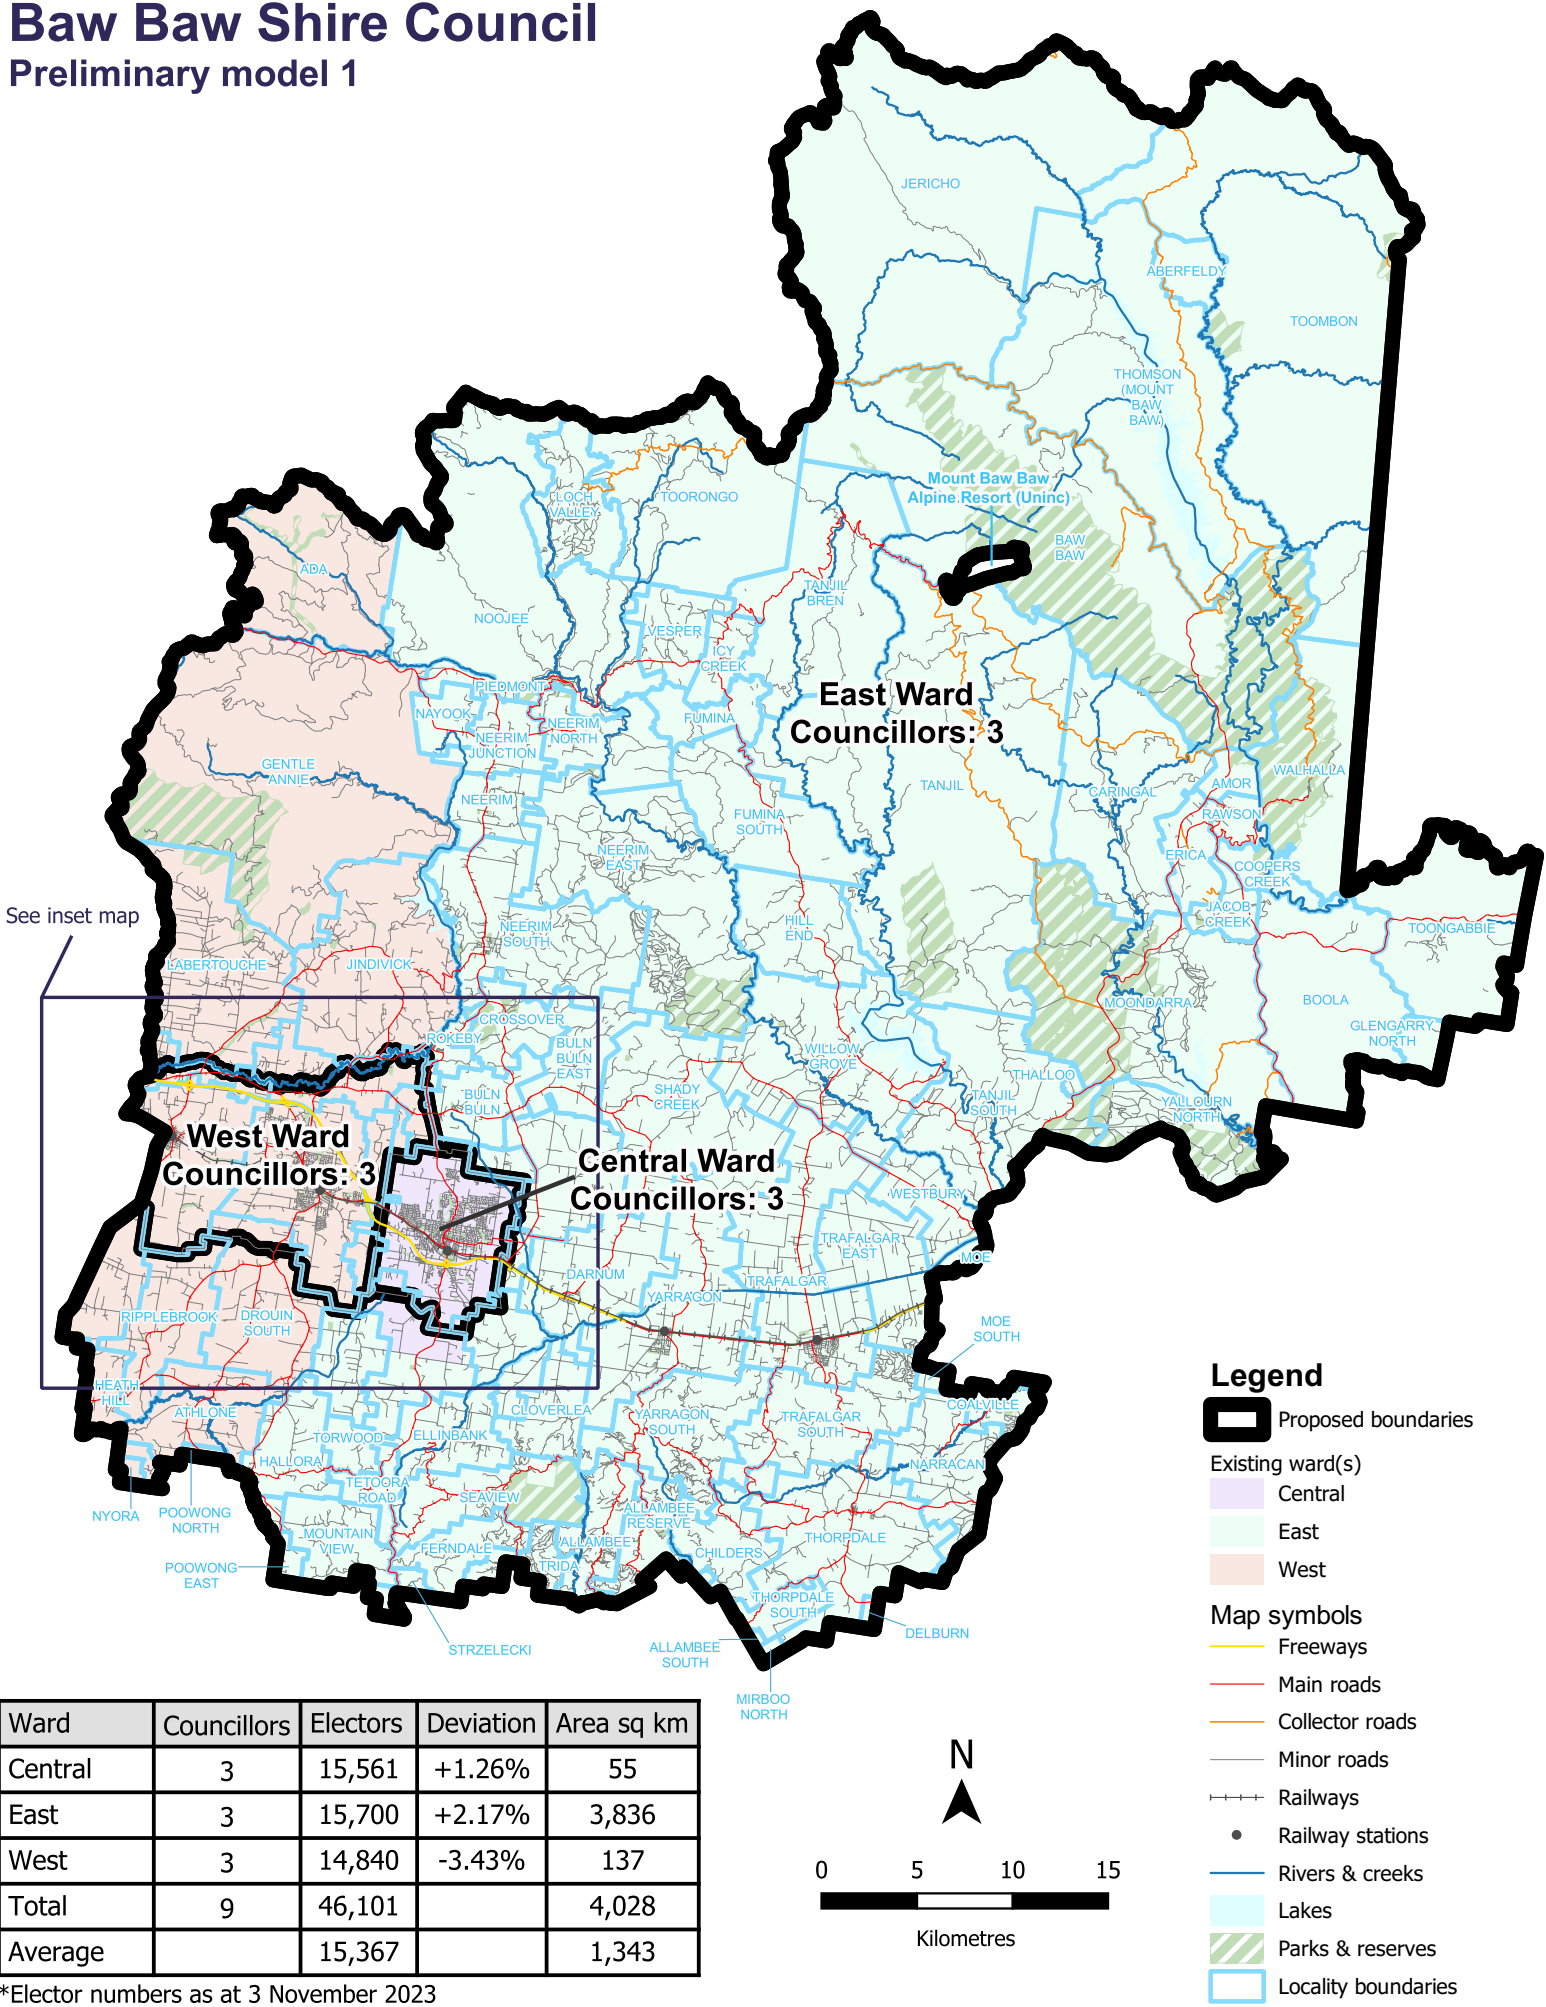 Baw Baw Shire Council
Preliminary model 1
JERICHO
ABERFELDY
TOOMBON
THOMSON
(MOUNT
BAW
BAW)
Mount Baw Baw
Alpine Resort (Uninc)
BAW
BAW
LOCH
VALLEY
TOORONGO
ADA
NOOJEE
TANJIL
BREN
VESPER
ICY
CREEK
PIEDMONT
NAYOOK
NEERIM
JUNCTION
NEERIM
NORTH
FUMINA
East Ward
Councillors: 3
GENTLE
ANNIE
NEERIM
TANJIL
CARINGAL
AMOR
WALHALLA
RAWSON
FUMINA
SOUTH
NEERIM
EAST
ERICA
COOPERS
CREEK
See inset map
HILL
END
JACOB
CREEK
TOONGABBIE
NEERIM
SOUTH
LABERTOUCHE
JINDIVICK
MOONDARRA
BOOLA
CROSSOVER
GLENGARRY
NORTH
ROKEBY
BULN
BULN
EAST
WILLOW
GROVE
THALLOO
SHADY
CREEK
BULN
BULN
TANJIL
SOUTH
YALLOURN
NORTH
West Ward
Councillors: 3
Central Ward
Councillors: 3
WESTBURY
TRAFALGAR
EAST
MOE
DARNUM
TRAFALGAR
YARRAGON
RIPPLEBROOK
DROUIN
SOUTH
MOE
SOUTH
HEATH
HILL
ATHLONE
CLOVERLEA
YARRAGON
SOUTH
TRAFALGAR
SOUTH
COALVILLE
TORWOOD
ELLINBANK
HALLORA
NARRACAN
TETOORA
ROAD
SEAVIEW
NYORA
POOWONG
NORTH
ALLAMBEE
RESERVE
MOUNTAIN
VIEW
FERNDALE
ALLAMBEE
THORPDALE
CHILDERS
POOWONG
EAST
TRIDA
THORPDALE
SOUTH
STRZELECKI
ALLAMBEE
SOUTH
DELBURN
MIRBOO
NORTH
Legend
Proposed boundaries
Existing ward(s)
Central
East
West
Map symbols
Freeways
Main roads
Collector roads
Minor roads
Railways
Railway stations
Rivers & creeks
Lakes
Parks & reserves
Locality boundaries
N
0 5 10 15
Kilometres
Ward Councillors Electors Deviation Area sq km
Central 3 15,561 +1.26% 55
East 3 15,700 +2.17% 3,836
West 3 14,840 -3.43% 137
Total 9 46,101 4,028
Average 15,367 1,343
*Elector numbers as at 3 November 2023